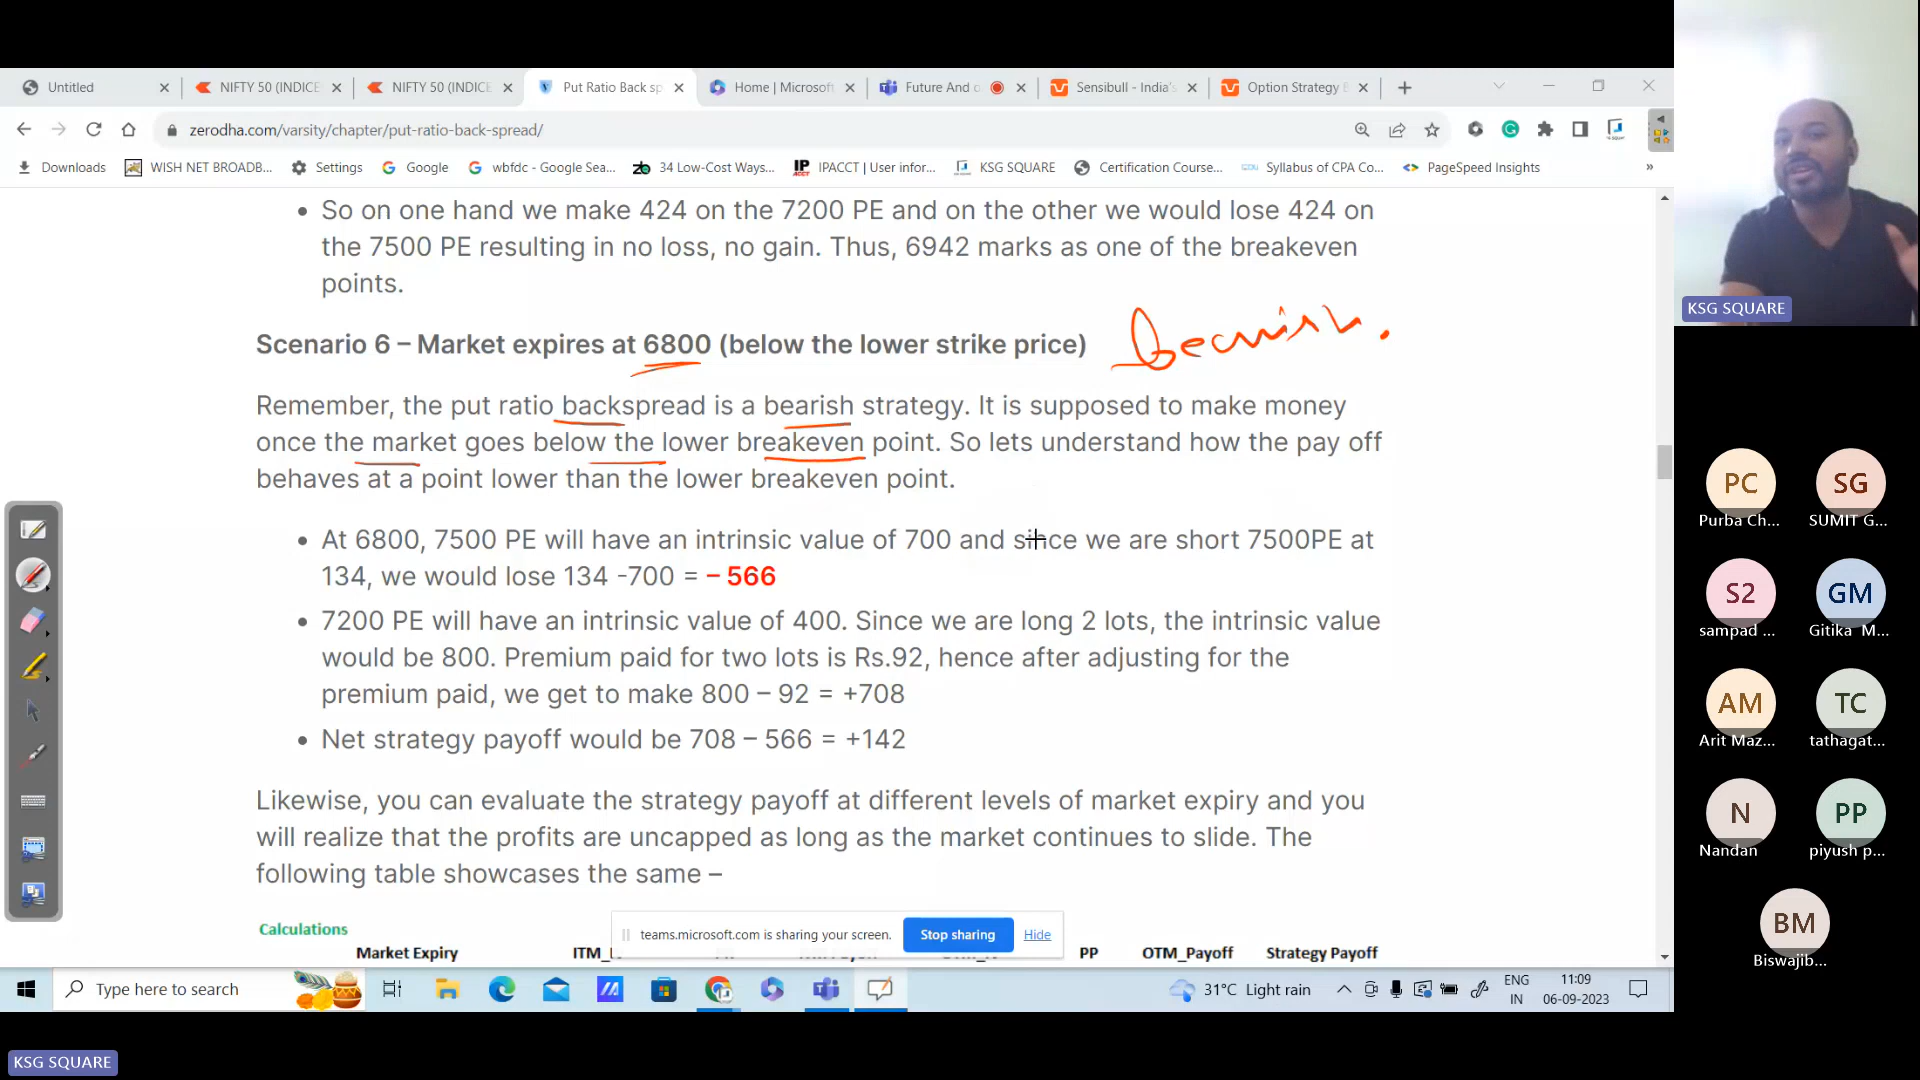 Untitled
NIFTY 50 (INDICE
NIFTY 50 (INDICE
Put Ratio Back sp
Home | Microsoft
Future And o
Sensibull - India's
Option Strategy B
zerodha.com/varsity/chapter/put-ratio-back-spread/
Downloads
WISH NET BROADB...
Settings
Google
wbfdc - Google Sea...
34 Low-Cost Ways...
IPACCT | User infor...
KSG SQUARE
Certification Course...
Syllabus of CPA Co...
PageSpeed Insights
»
So on one hand we make 424 on the 7200 PE and on the other we would lose 424 on
the 7500 PE resulting in no loss, no gain. Thus, 6942 marks as one of the breakeven
points.
KSG SQUARE
bearish.
Scenario 6 – Market expires at 6800 (below the lower strike price)
Remember, the put ratio backspread is a bearish strategy. It is supposed to make money
once the market goes below the lower breakeven point. So lets understand how the pay off
behaves at a point lower than the lower breakeven point.
At 6800, 7500 PE will have an intrinsic value of 700 and since we are short 7500PE at
134, we would lose 134 -700 = – 566
7200 PE will have an intrinsic value of 400. Since we are long 2 lots, the intrinsic value
would be 800. Premium paid for two lots is Rs.92, hence after adjusting for the
premium paid, we get to make 800 – 92 = +708
Net strategy payoff would be 708 – 566 = +142
Likewise, you can evaluate the strategy payoff at different levels of market expiry and you
will realize that the profits are uncapped as long as the market continues to slide. The
following table showcases the same –
Calculations
Market Expiry
PP
OTM_Payoff
Strategy Payoff
teams.microsoft.com is sharing your screen.
Stop sharing
Hide
PC
SG
Purba Ch...
SUMIT G...
S2
GM
sampad ...
Gitika M...
AM
TC
Arit Maz...
tathagat...
N
PP
Nandan
piyush p...
BM
Biswajib...
Type here to search
31°C Light rain
ENG
IN
11:09
06-09-2023
KSG SQUARE